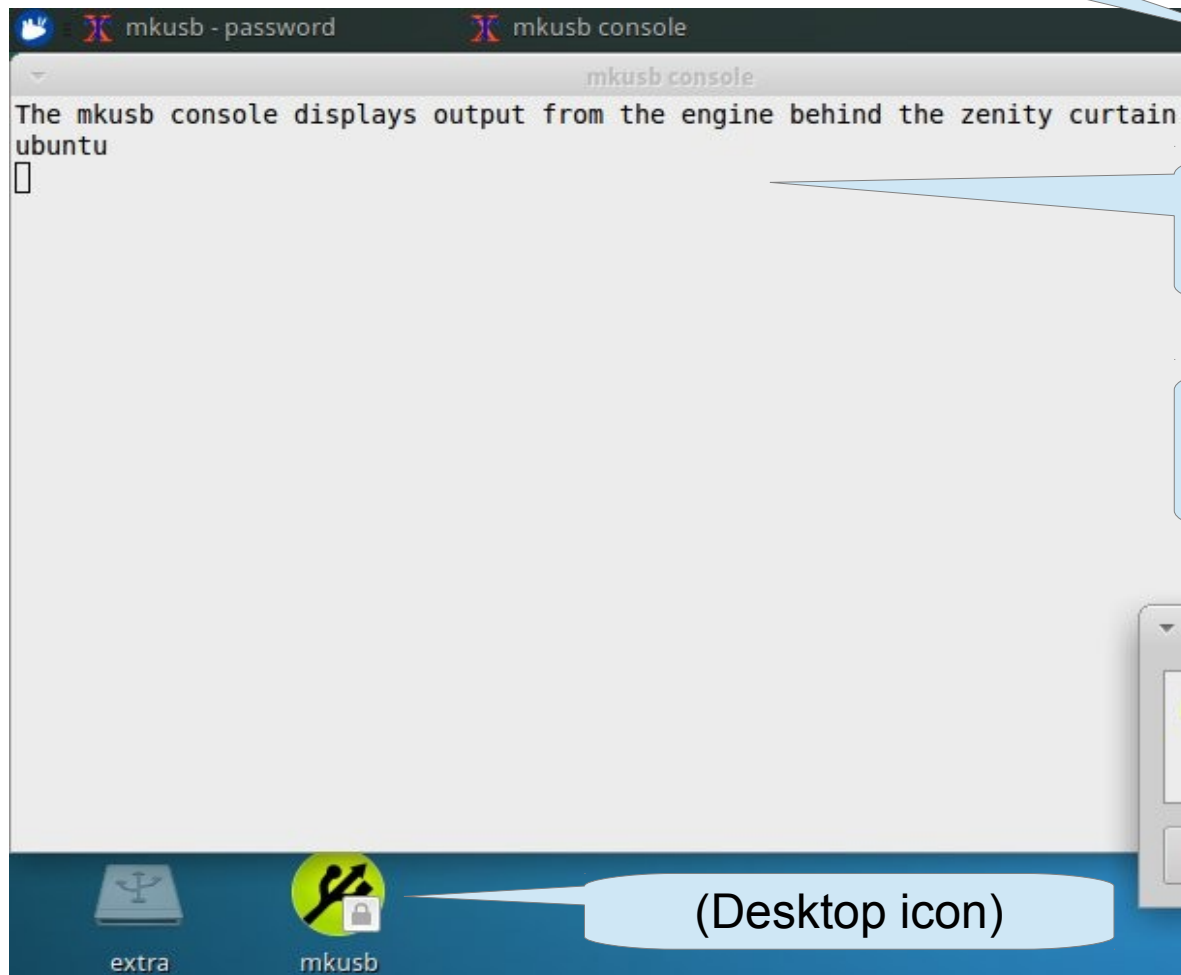 mkusb - password
mkusb console
mkusb console
The mkusb console displays output from the engine behind the zenity curtain
ubuntu
(Desktop icon)
extra
mkusb